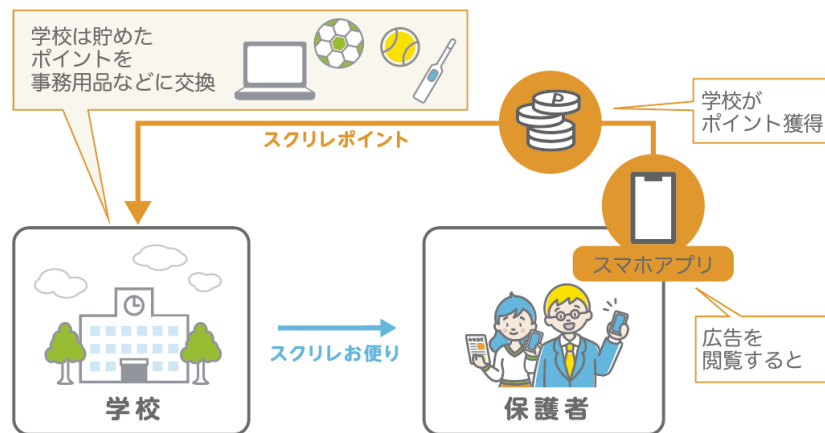 学校は貯めた
ポイントを
事務用品などに交換
P
学校が
ポイント獲得
スクリレポイント
スマホアプリ
スクリレお便り
広告を
閲覧すると
学校
保護者